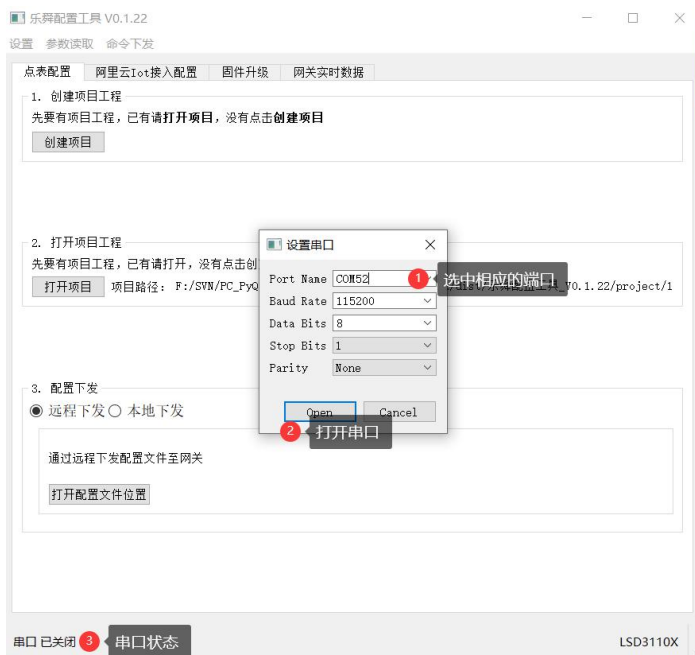 乐舜配置工具 V0.1.22
设置 参数读取 命令下发
点表配置 阿里云Iot接入配置 固件升级 网关实时数据
1. 创建项目工程
先要有项目工程，已有请打开项目，没有点击创建项目
创建项目
2. 打开项目工程
先要有项目工程，已有请打开，没有点击创
打开项目 项目路径： F:/SVN/PC_PyQ
_V0.1.22/project/1
设置串口
Port Name COM52
1 选中相应的端口
Baud Rate 115200
Data Bits 8
Stop Bits 1
Parity None
Open Cancel
2 打开串口
3. 配置下发
远程下发 本地下发
通过远程下发配置文件至网关
打开配置文件位置
串口 已关闭 3 串口状态
LSD3110X